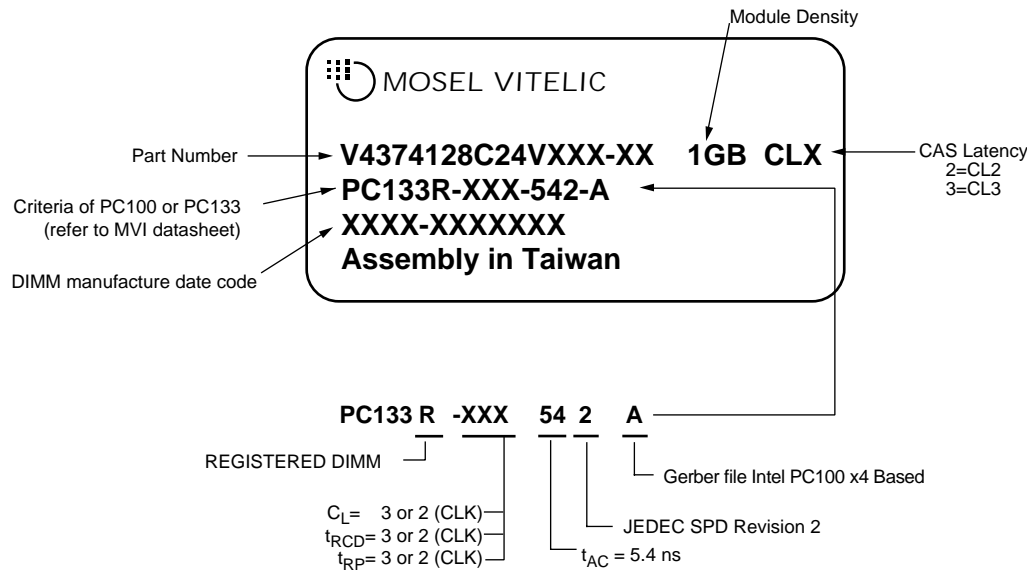 Module Density
MOSEL VITELIC
Part Number
V4374128C24VXXX-XX 1GB CLX
CAS Latency
2=CL2
3=CL3
Criteria of PC100 or PC133
(refer to MVI datasheet)
PC133R-XXX-542-A
XXXX-XXXXXXX
DIMM manufacture date code
Assembly in Taiwan
PC133 R -XXX 54 2 A
REGISTERED DIMM
Gerber file Intel PC100 x4 Based
CL= 3 or 2 (CLK)
tRCD= 3 or 2 (CLK)
tRP= 3 or 2 (CLK)
JEDEC SPD Revision 2
tAC = 5.4 ns